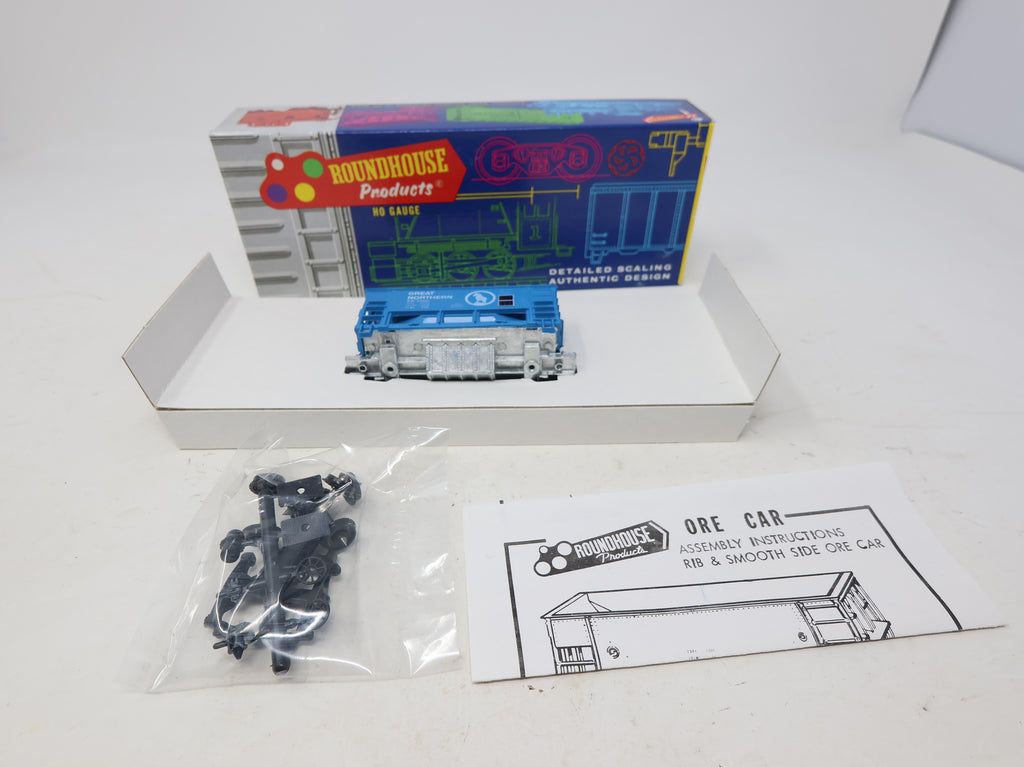 ROUNDHOUSE
Products®
HO GAUGE
1
DETAILED SCALING
AUTHENTIC DESIGN
GREAT
NORTHERN
ROUNDHOUSE
Products
ORE CAR
ASSEMBLY INSTRUCTIONS
RIB & SMOOTH SIDE ORE CAR